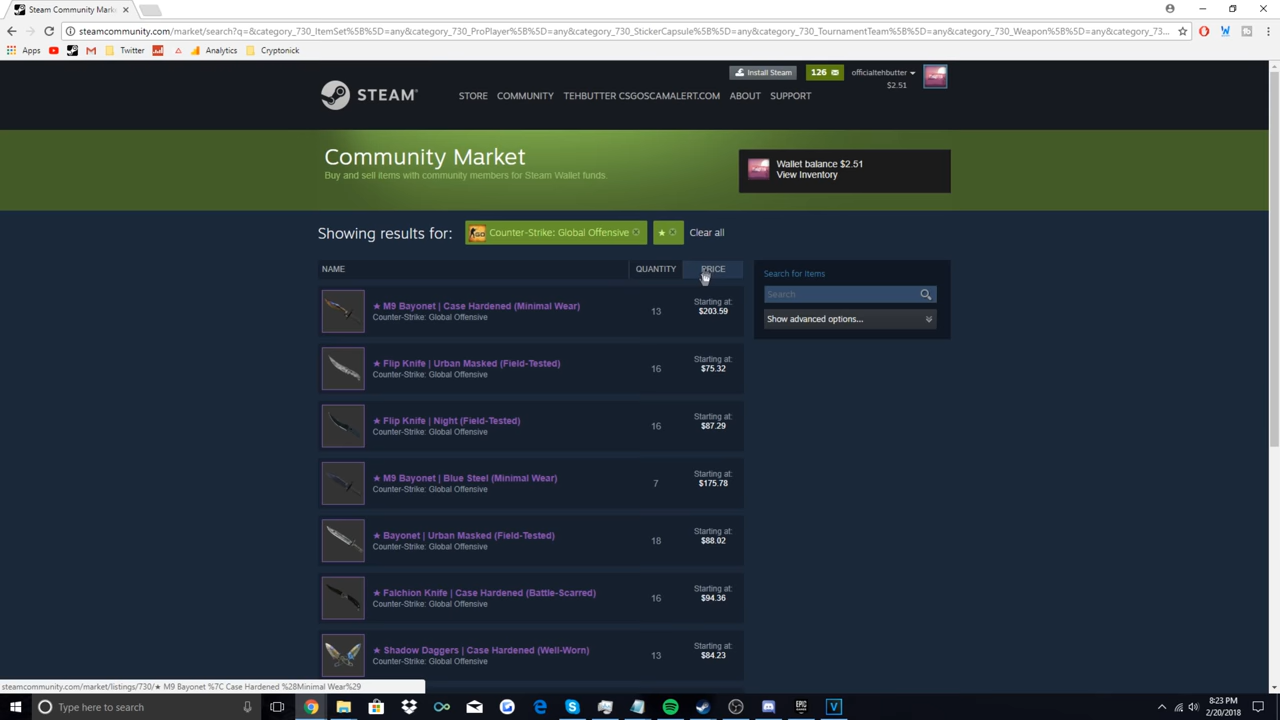 Steam Community Market
steamcommunity.com/market/search?q=&category_730_ItemSet%5B%5D=any&category_730_ProPlayer%5B%5D=any&category_730_StickerCapsule%5B%5D=any&category_730_TournamentTeam%5B%5D=any&category_730_Weapon%5B%5D=any&category_7...
Apps Twitter Analytics Cryptonick
Install Steam 126 officialtehbutter
$2.51
STEAM
STORE COMMUNITY TEHBUTTER CSGOSCAMALERT.COM ABOUT SUPPORT
Community Market
Buy and sell items with community members for Steam Wallet funds.
Wallet balance $2.51
View Inventory
Showing results for: Counter-Strike: Global Offensive ★ Clear all
NAME QUANTITY PRICE
Search for Items
Search
Show advanced options...
★ M9 Bayonet | Case Hardened (Minimal Wear)
Counter-Strike: Global Offensive
13
Starting at:
$203.59
★ Flip Knife | Urban Masked (Field-Tested)
Counter-Strike: Global Offensive
16
Starting at:
$75.32
★ Flip Knife | Night (Field-Tested)
Counter-Strike: Global Offensive
16
Starting at:
$87.29
★ M9 Bayonet | Blue Steel (Minimal Wear)
Counter-Strike: Global Offensive
7
Starting at:
$175.78
★ Bayonet | Urban Masked (Field-Tested)
Counter-Strike: Global Offensive
18
Starting at:
$88.02
★ Falchion Knife | Case Hardened (Battle-Scarred)
Counter-Strike: Global Offensive
16
Starting at:
$94.36
★ Shadow Daggers | Case Hardened (Well-Worn)
Counter-Strike: Global Offensive
13
Starting at:
$84.23
steamcommunity.com/market/listings/730/★ M9 Bayonet %7C Case Hardened %28Minimal Wear%29
Type here to search
8:23 PM
2/20/2018